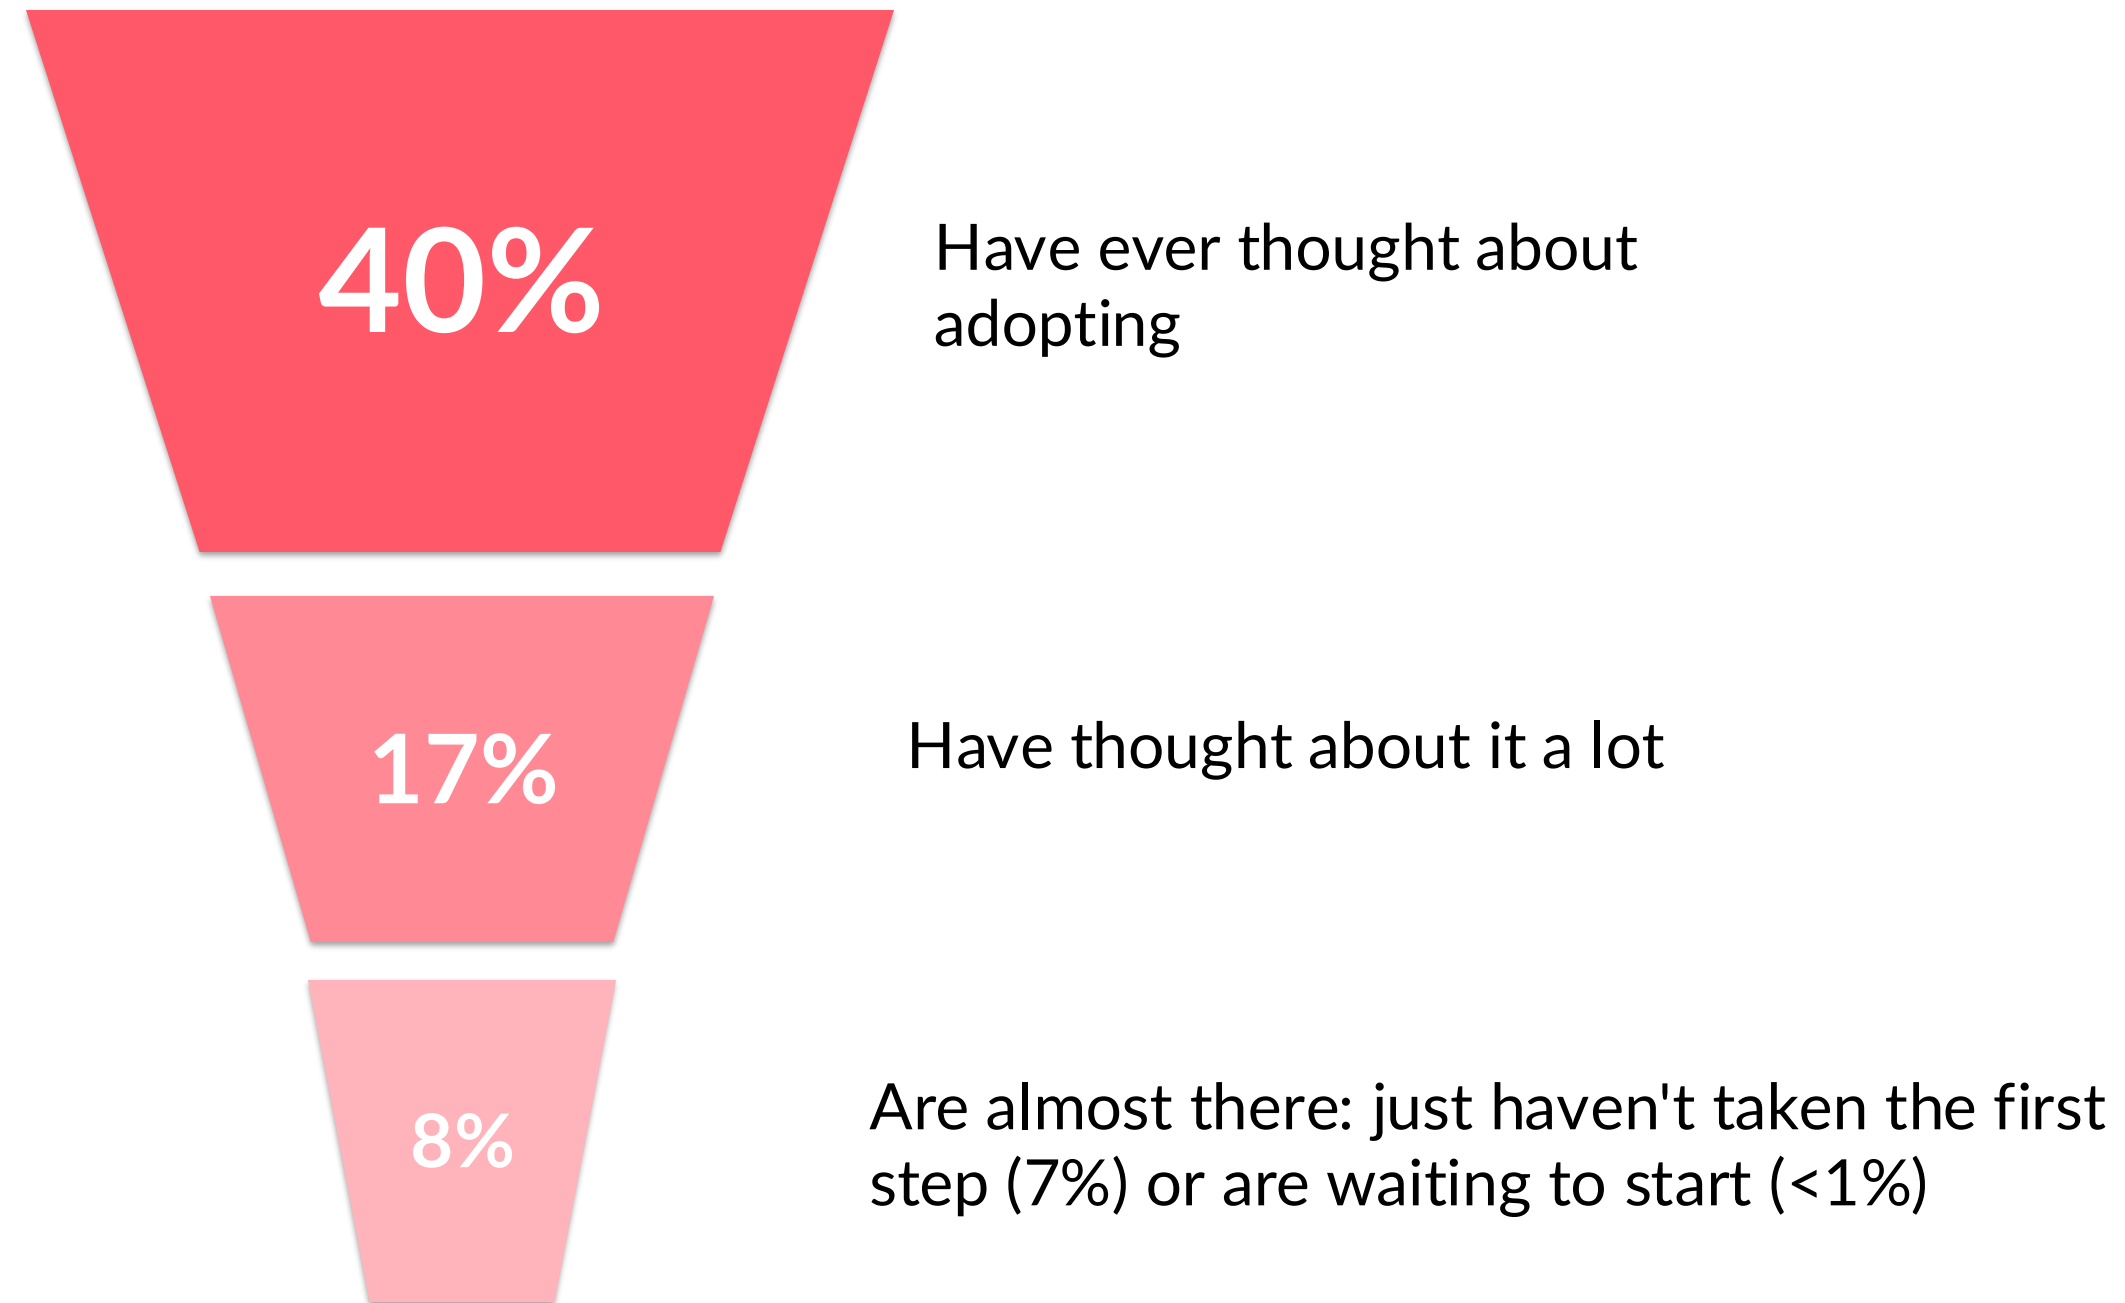 40%
Have ever thought about
adopting
17%
Have thought about it a lot
8%
Are almost there: just haven't taken the first
step (7%) or are waiting to start (<1%)